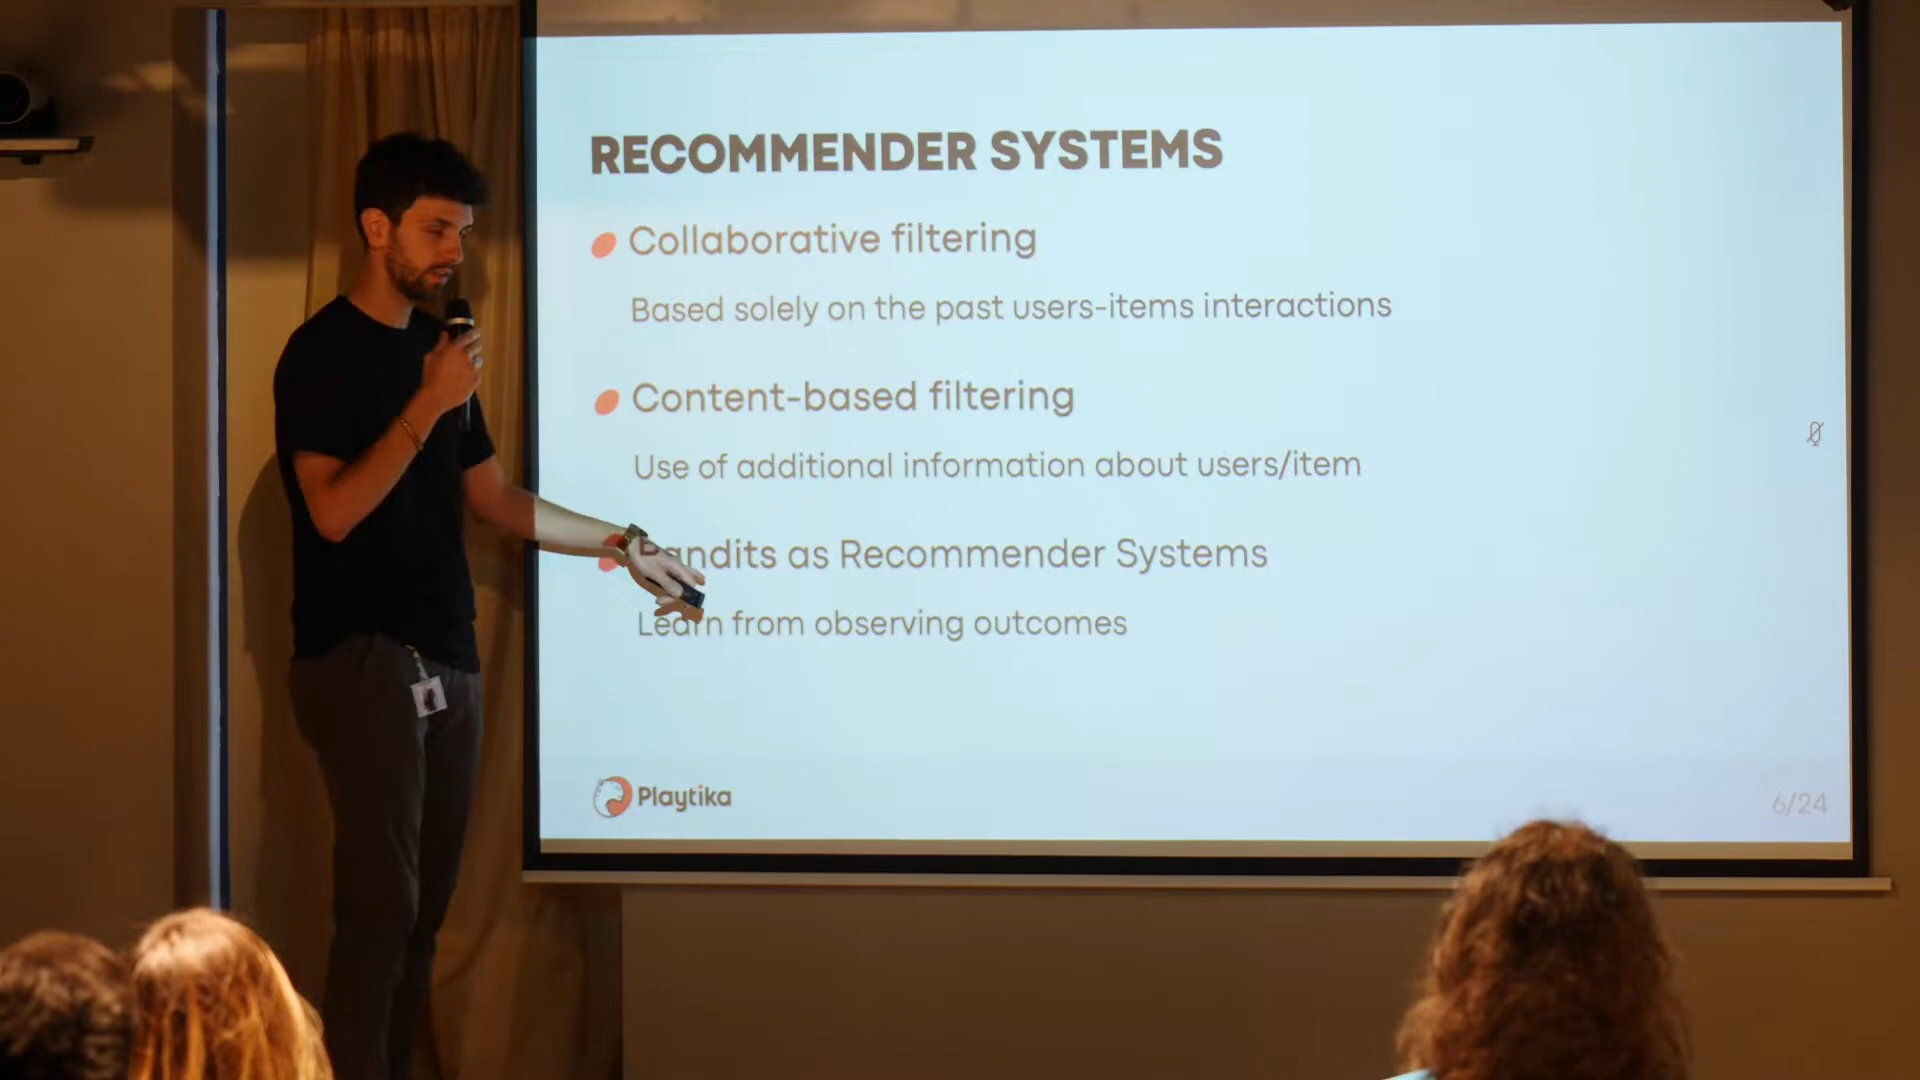 RECOMMENDER SYSTEMS
Collaborative filtering
Based solely on the past users-items interactions
Content-based filtering
Use of additional information about users/item
Bandits as Recommender Systems
Learn from observing outcomes
Playtika
6/24